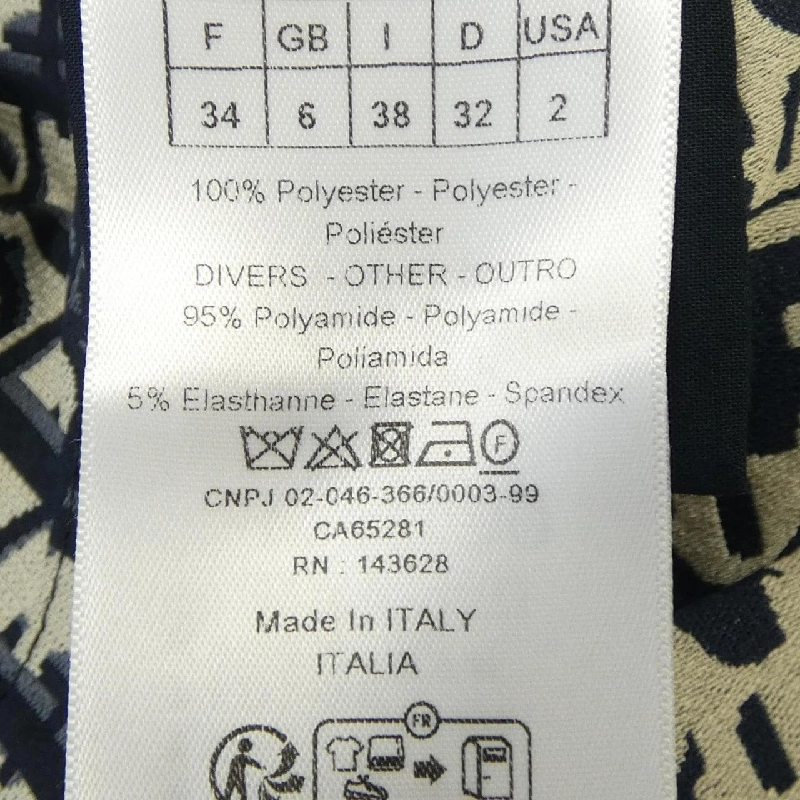 F GB I D USA
34 6 38 32 2
100% Polyester - Polyester -
Poliéster
DIVERS - OTHER - OUTRO
95% Polyamide - Polyamide -
Poliamida
5% Elasthanne - Elastane - Spandex
F
CNPJ 02-046-366/0003-99
CA65281
RN : 143628
Made In ITALY
ITALIA
FR